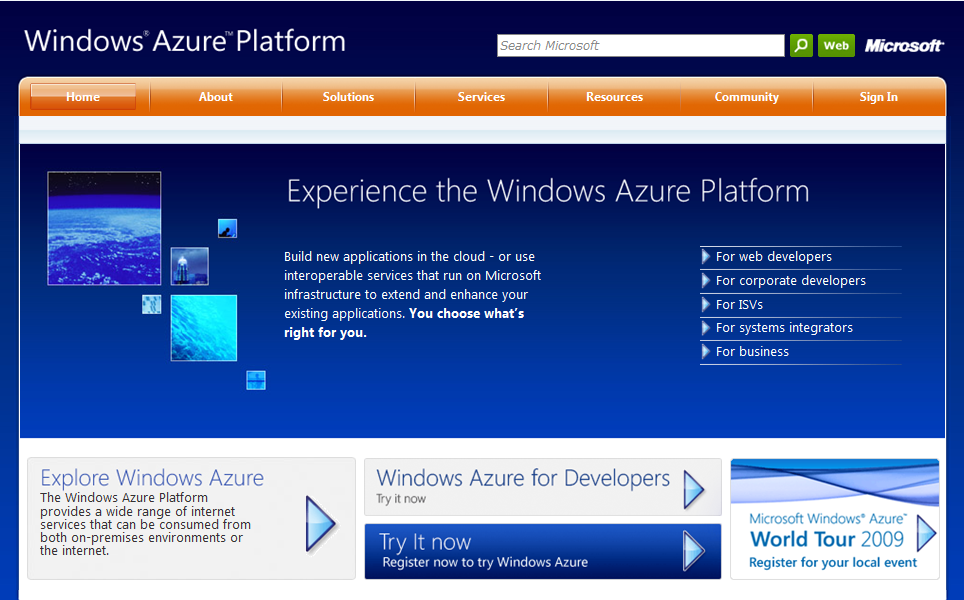 Windows® Azure™ Platform
Search Microsoft
Web
Microsoft®
Home
About
Solutions
Services
Resources
Community
Sign In
Experience the Windows Azure Platform
Build new applications in the cloud - or use
interoperable services that run on Microsoft
infrastructure to extend and enhance your
existing applications. You choose what's
right for you.
For web developers
For corporate developers
For ISVs
For systems integrators
For business
Explore Windows Azure
The Windows Azure Platform
provides a wide range of internet
services that can be consumed from
both on-premises environments or
the internet.
Windows Azure for Developers
Try it now
Try It now
Register now to try Windows Azure
Microsoft Windows® Azure™
World Tour 2009
Register for your local event